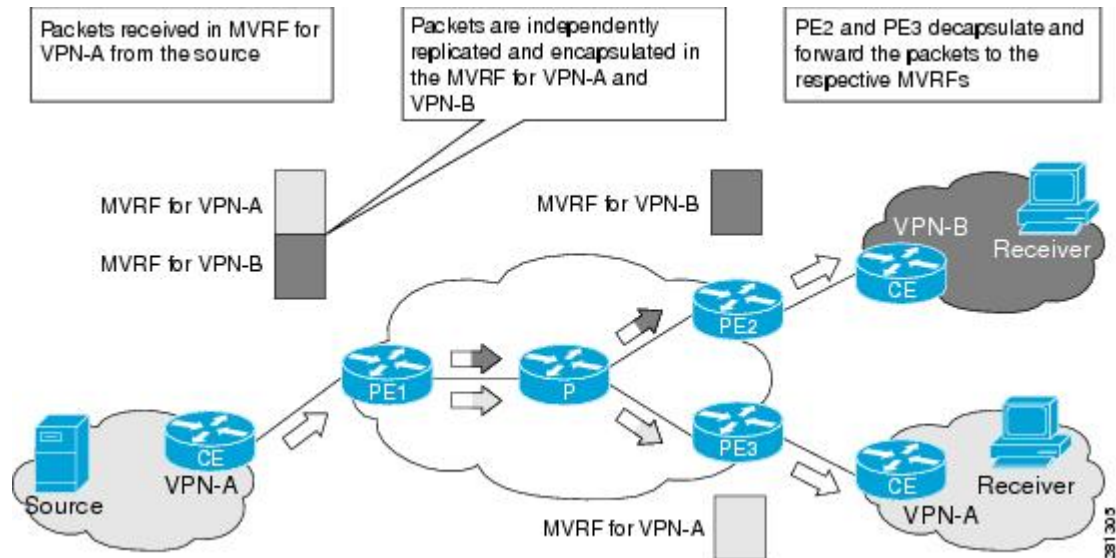 Packets received in MVRF for
VPN-A from the source
Packets are independently
replicated and encapsulated in
the MVRF for VPN-A and
VPN-B
PE2 and PE3 decapsulate and
forward the packets to the
respective MVRFs
MVRF for VPN-A
MVRF for VPN-B
MVRF for VPN-B
VPN-B
Receiver
CE
PE2
PE1
P
PE3
CE
VPN-A
Source
CE
Receiver
VPN-A
MVRF for VPN-A
281305